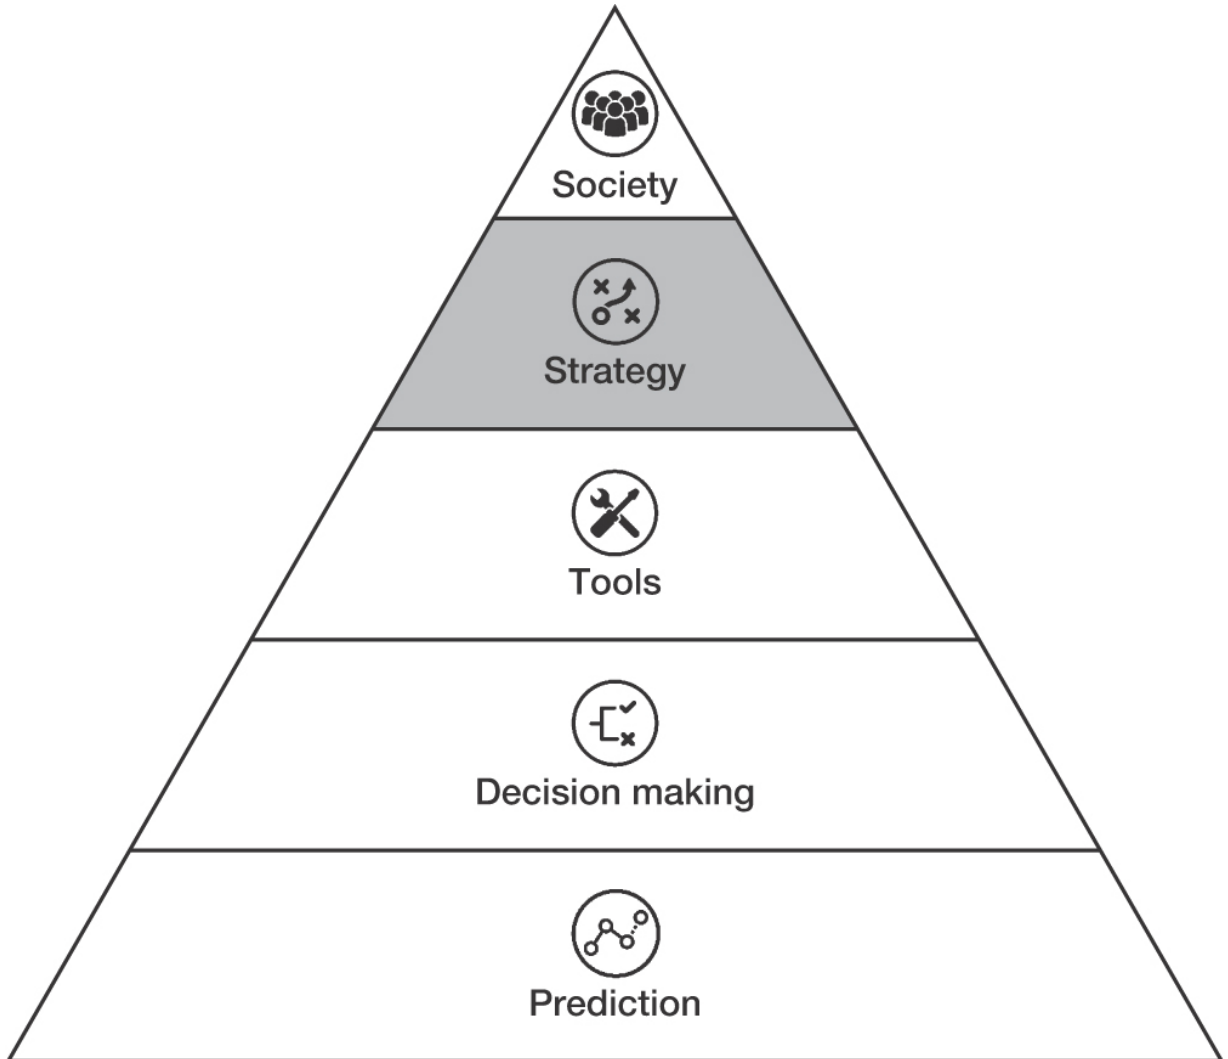 Society
Strategy
Tools
Decision making
Prediction